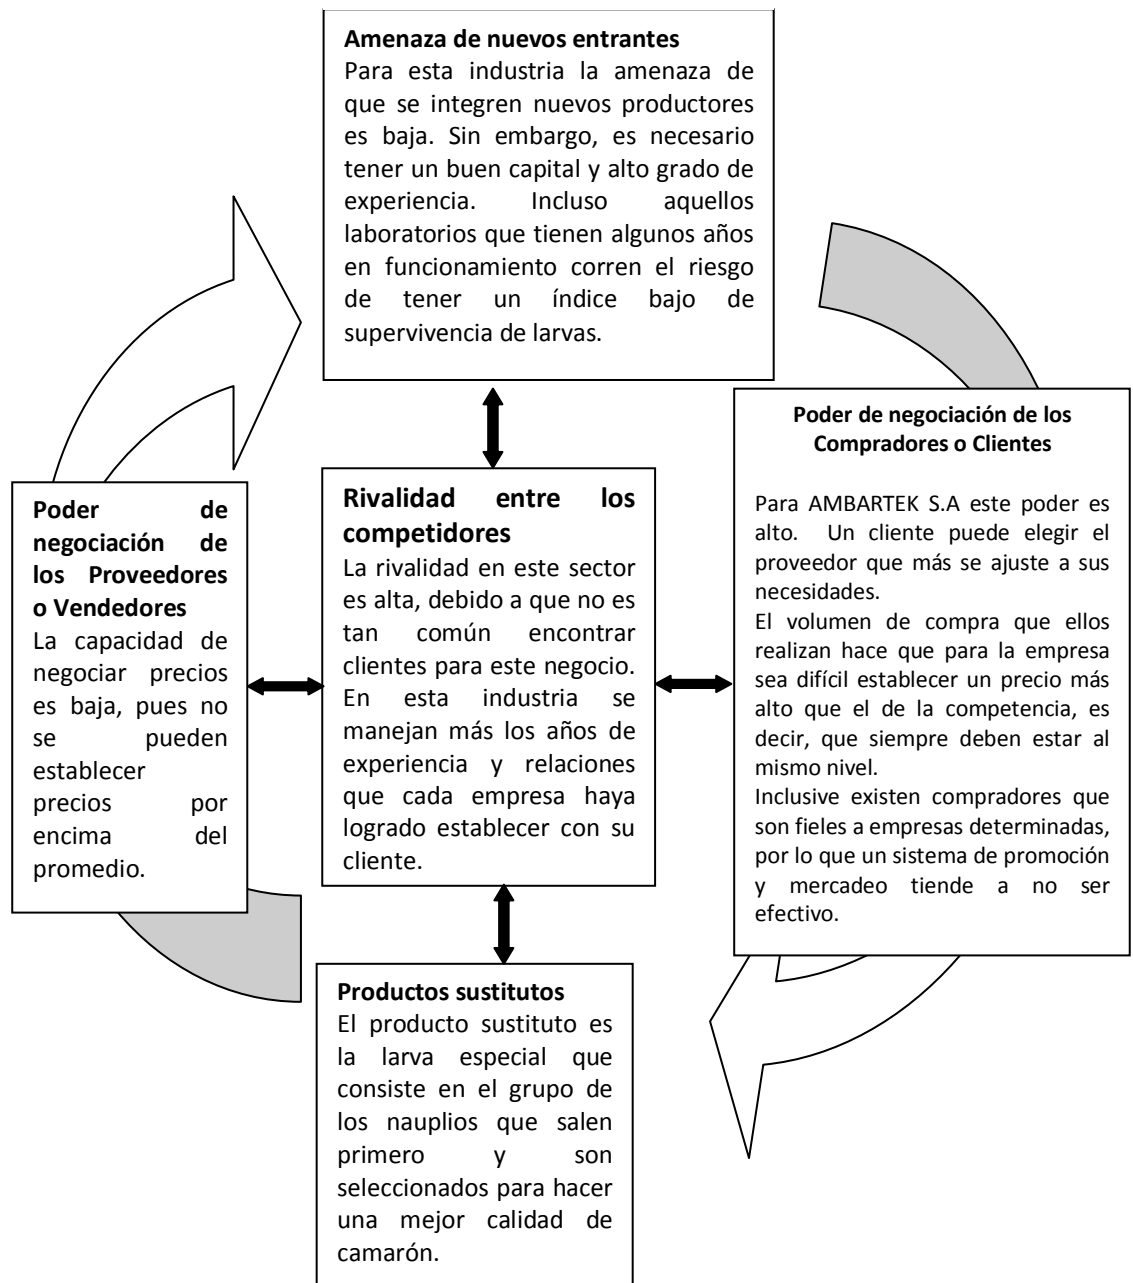 Amenaza de nuevos entrantes
Para esta industria la amenaza de
que se integren nuevos productores
es baja. Sin embargo, es necesario
tener un buen capital y alto grado de
experiencia. Incluso aquellos
laboratorios que tienen algunos años
en funcionamiento corren el riesgo
de tener un índice bajo de
supervivencia de larvas.
Poder de
negociación de
los Proveedores
o Vendedores
La capacidad de
negociar precios
es baja, pues no
se pueden
establecer
precios por
encima del
promedio.
Rivalidad entre los
competidores
La rivalidad en este sector
es alta, debido a que no es
tan común encontrar
clientes para este negocio.
En esta industria se
manejan más los años de
experiencia y relaciones
que cada empresa haya
logrado establecer con su
cliente.
Poder de negociación de los
Compradores o Clientes
Para AMBARTEK S.A este poder es
alto. Un cliente puede elegir el
proveedor que más se ajuste a sus
necesidades.
El volumen de compra que ellos
realizan hace que para la empresa
sea difícil establecer un precio más
alto que el de la competencia, es
decir, que siempre deben estar al
mismo nivel.
Inclusive existen compradores que
son fieles a empresas determinadas,
por lo que un sistema de promoción
y mercadeo tiende a no ser
efectivo.
Productos sustitutos
El producto sustituto es
la larva especial que
consiste en el grupo de
los nauplios que salen
primero y son
seleccionados para hacer
una mejor calidad de
camarón.